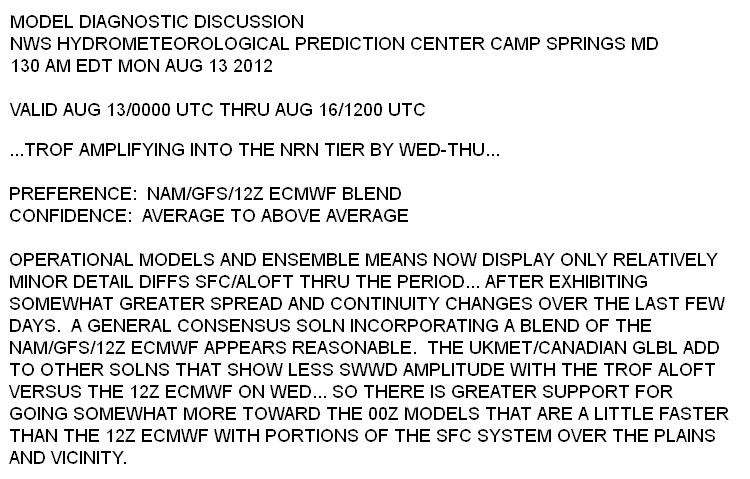 MODEL DIAGNOSTIC DISCUSSION
NWS HYDROMETEOROLOGICAL PREDICTION CENTER CAMP SPRINGS MD
130 AM EDT MON AUG 13 2012
VALID AUG 13/0000 UTC THRU AUG 16/1200 UTC
...TROF AMPLIFYING INTO THE NRN TIER BY WED-THU...
PREFERENCE:  NAM/GFS/12Z ECMWF BLEND
CONFIDENCE:  AVERAGE TO ABOVE AVERAGE
OPERATIONAL MODELS AND ENSEMBLE MEANS NOW DISPLAY ONLY RELATIVELY
MINOR DETAIL DIFFS SFC/ALOFT THRU THE PERIOD... AFTER EXHIBITING
SOMEWHAT GREATER SPREAD AND CONTINUITY CHANGES OVER THE LAST FEW
DAYS.  A GENERAL CONSENSUS SOLN INCORPORATING A BLEND OF THE
NAM/GFS/12Z ECMWF APPEARS REASONABLE.  THE UKMET/CANADIAN GLBL ADD
TO OTHER SOLNS THAT SHOW LESS SWWD AMPLITUDE WITH THE TROF ALOFT
VERSUS THE 12Z ECMWF ON WED... SO THERE IS GREATER SUPPORT FOR
GOING SOMEWHAT MORE TOWARD THE 00Z MODELS THAT ARE A LITTLE FASTER
THAN THE 12Z ECMWF WITH PORTIONS OF THE SFC SYSTEM OVER THE PLAINS
AND VICINITY.